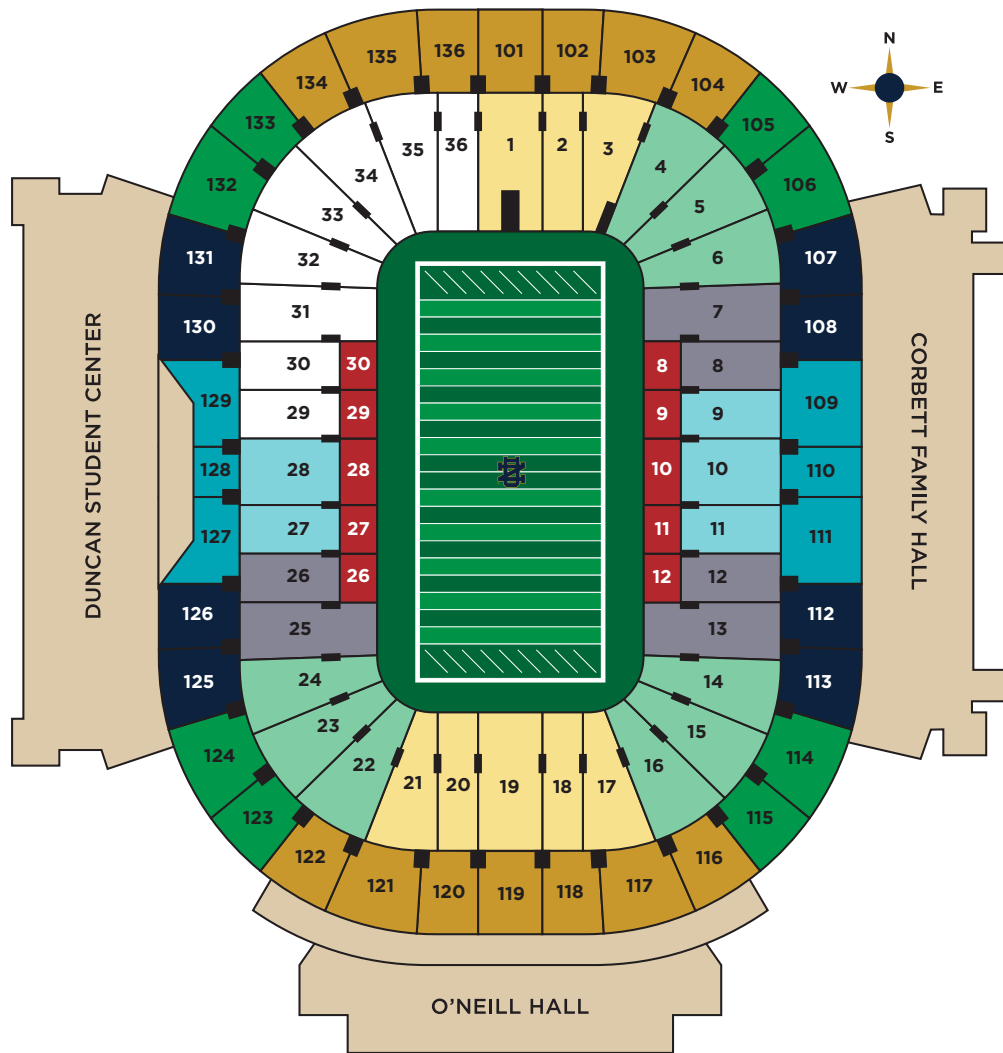 135 136 101 102 103
134 104
N
W E
S
133 105
132 106
35 36 1 2 3
34 4
33 5
32 6
131 107
31 7
130 108
30 30 8 8
129 109
29 29 9 9
128 28 28 10 10 110
127 27 27 11 11 111
26 26 12 12
126 112
25 13
125 113
24 14
23 15
22 16
124 114
21 20 19 18 17
123 115
122 116
121 120 119 118 117
DUNCAN STUDENT CENTER
CORBETT FAMILY HALL
O'NEILL HALL